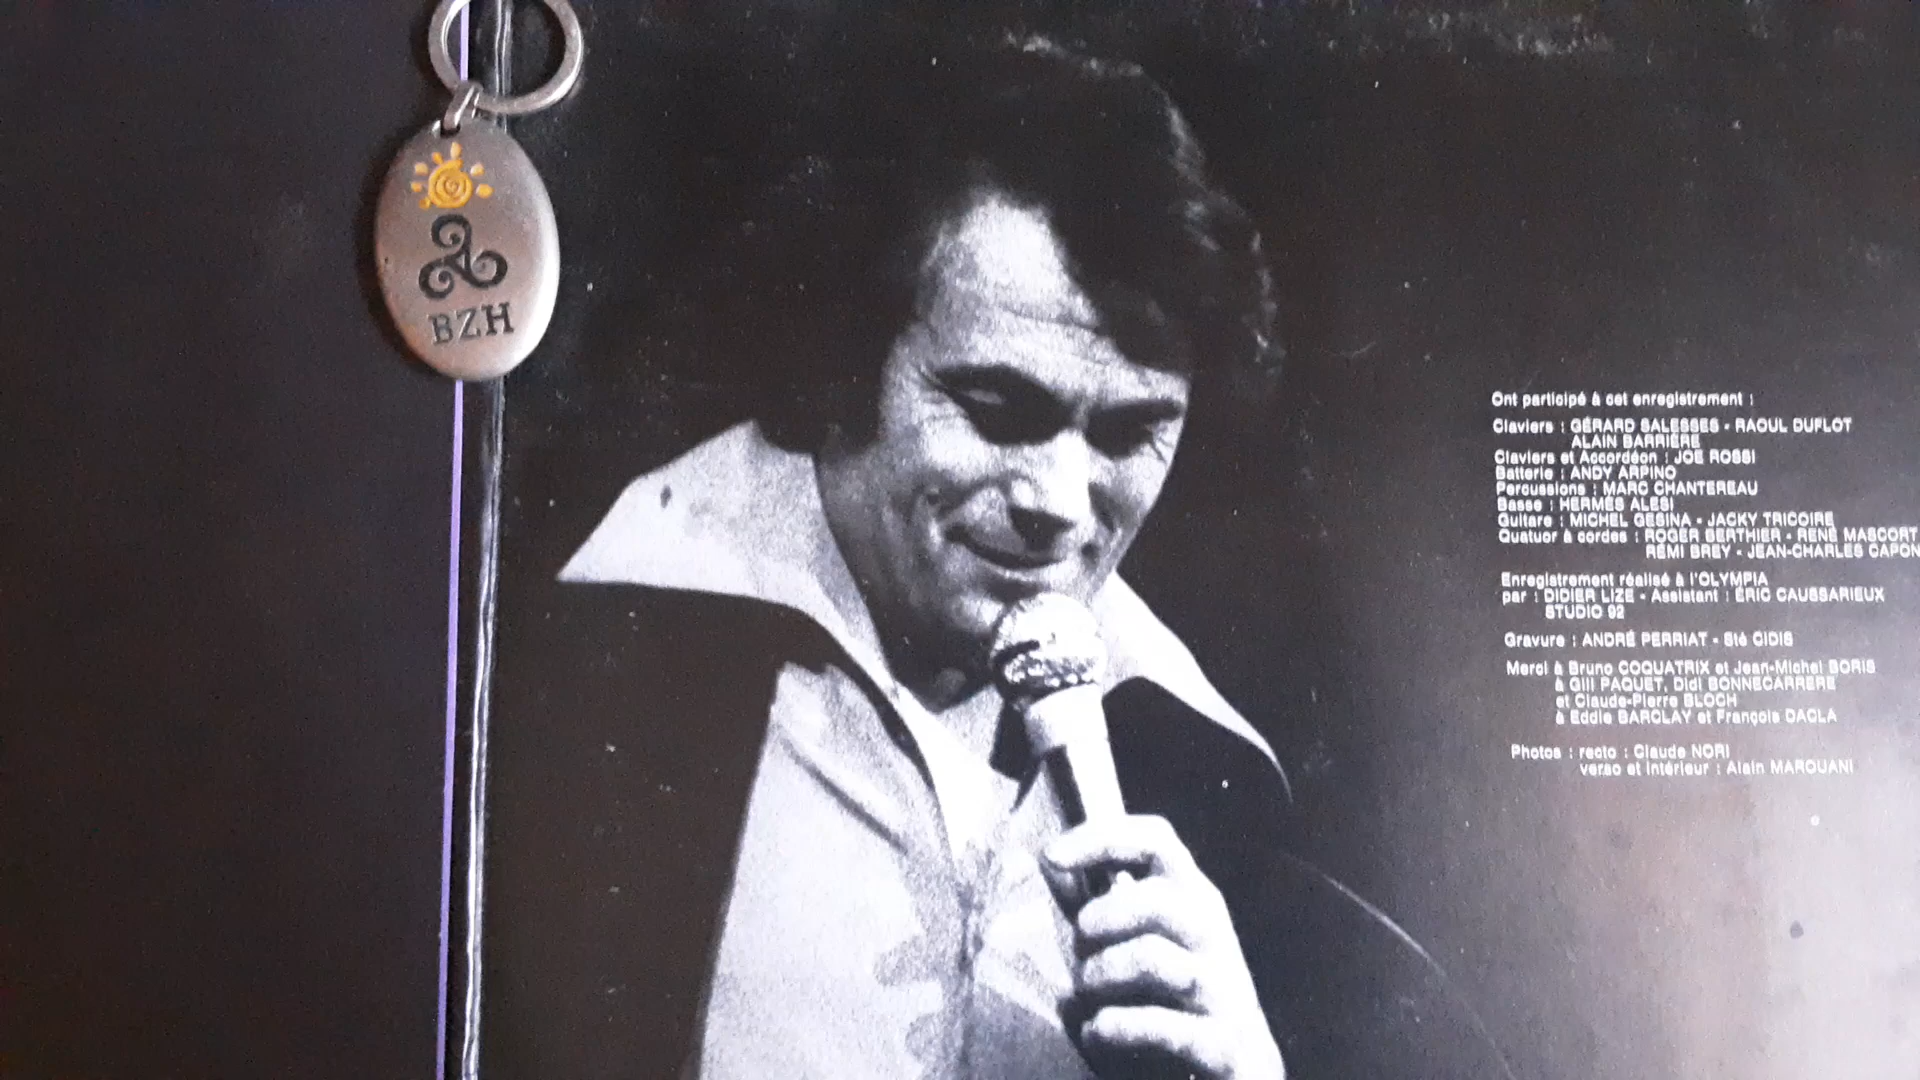 BZH
Ont participé à cet enregistrement :
Claviers : GÉRARD SALESSES - RAOUL DUFLOT
ALAIN BARRIÈRE
Claviers et Accordéon : JOE ROSSI
Batterie : ANDY ARPINO
Percussions : MARC CHANTEREAU
Basse : HERMÈS ALESI
Guitare : MICHEL GESINA - JACKY TRICOIRE
Quatuor à cordes : ROGER BERTHIER - RENÉ MASCORT
RÉMI BREY - JEAN-CHARLES CAPON
Enregistrement réalisé à l'OLYMPIA
par : DIDIER LIZE - Assistant : ÉRIC CAUSSARIEUX
STUDIO 92
Gravure : ANDRÉ PERRIAT - Sté CIDIS
Merci à Bruno COQUATRIX et Jean-Michel BORIS
à Gill PAQUET, Didi BONNECARRERE
et Claude-Pierre BLOCH
à Eddie BARCLAY et François DACLA
Photos : recto : Claude NORI
verso et intérieur : Alain MAROUANI